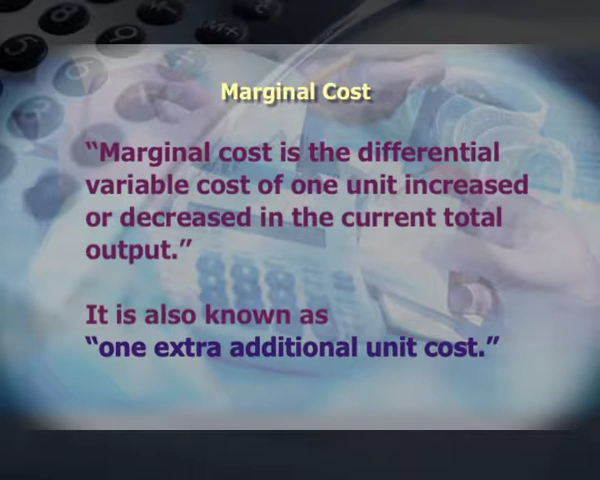 Marginal Cost
“Marginal cost is the differential
variable cost of one unit increased
or decreased in the current total
output.”
It is also known as
“one extra additional unit cost.”